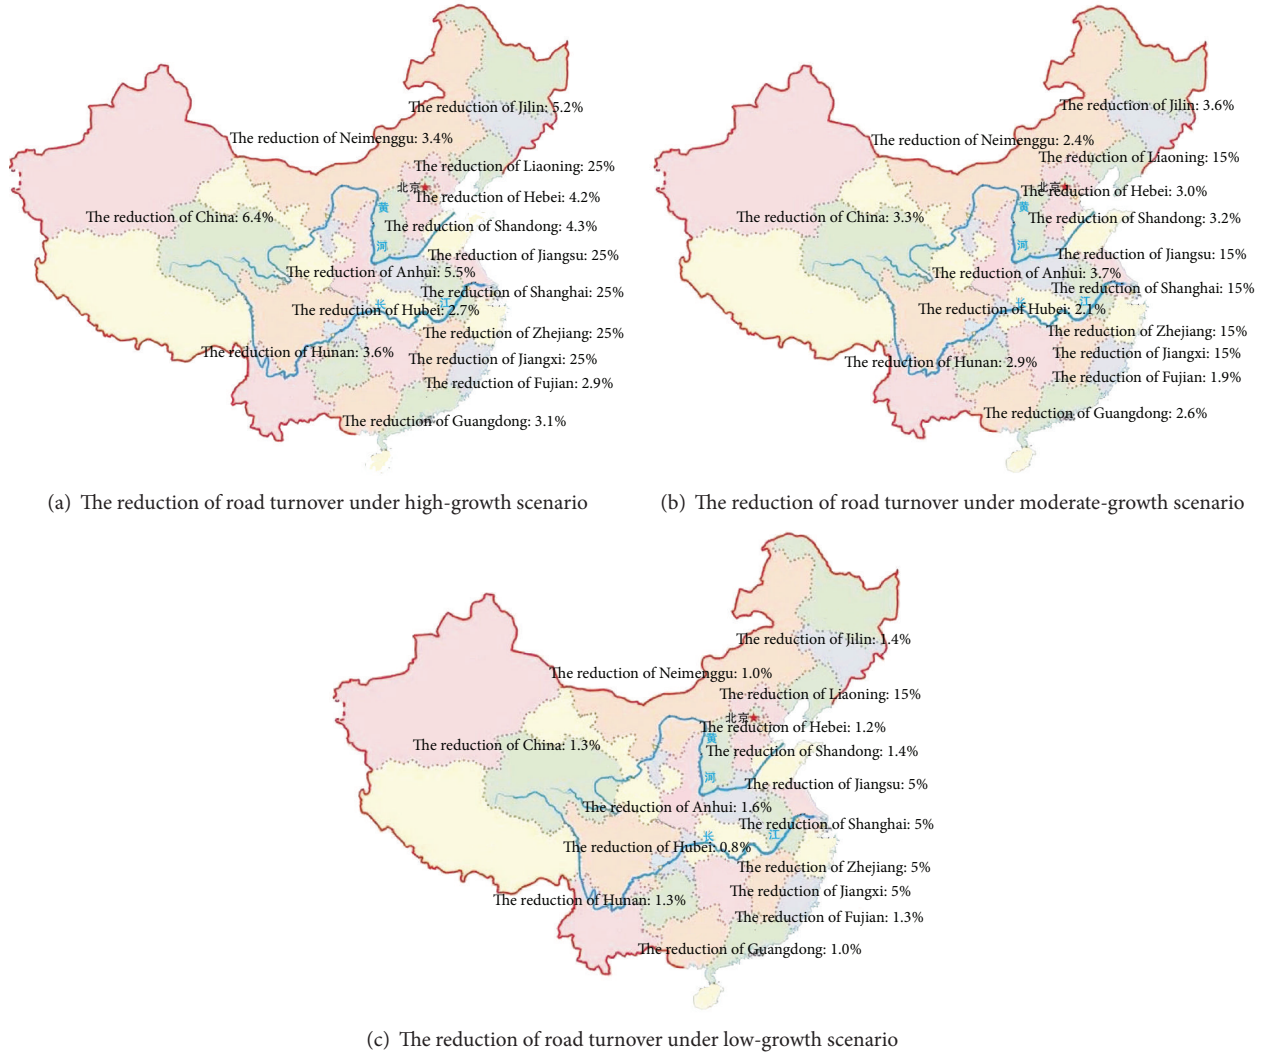 The reduction of Jilin: 5.2%
The reduction of Neimenggu: 3.4%
The reduction of Liaoning: 25%
北京
The reduction of Hebei: 4.2%
黄
The reduction of China: 6.4%
The reduction of Shandong: 4.3%
河
The reduction of Jiangsu: 25%
The reduction of Anhui: 5.5%
The reduction of Shanghai: 25%
长
江
The reduction of Hubei: 2.7%
The reduction of Zhejiang: 25%
The reduction of Hunan: 3.6%
The reduction of Jiangxi: 25%
The reduction of Fujian: 2.9%
The reduction of Guangdong: 3.1%
(a) The reduction of road turnover under high-growth scenario
The reduction of Jilin: 3.6%
The reduction of Neimenggu: 2.4%
The reduction of Liaoning: 15%
北京
The reduction of Hebei: 3.0%
黄
The reduction of China: 3.3%
The reduction of Shandong: 3.2%
河
The reduction of Jiangsu: 15%
The reduction of Anhui: 3.7%
The reduction of Shanghai: 15%
长
江
The reduction of Hubei: 2.1%
The reduction of Zhejiang: 15%
The reduction of Jiangxi: 15%
The reduction of Hunan: 2.9%
The reduction of Fujian: 1.9%
The reduction of Guangdong: 2.6%
(b) The reduction of road turnover under moderate-growth scenario
The reduction of Jilin: 1.4%
The reduction of Neimenggu: 1.0%
The reduction of Liaoning: 15%
北京
The reduction of Hebei: 1.2%
黄
The reduction of China: 1.3%
The reduction of Shandong: 1.4%
河
The reduction of Jiangsu: 5%
The reduction of Anhui: 1.6%
The reduction of Shanghai: 5%
长
江
The reduction of Hubei: 0.8%
The reduction of Zhejiang: 5%
The reduction of Jiangxi: 5%
The reduction of Hunan: 1.3%
The reduction of Fujian: 1.3%
The reduction of Guangdong: 1.0%
(c) The reduction of road turnover under low-growth scenario